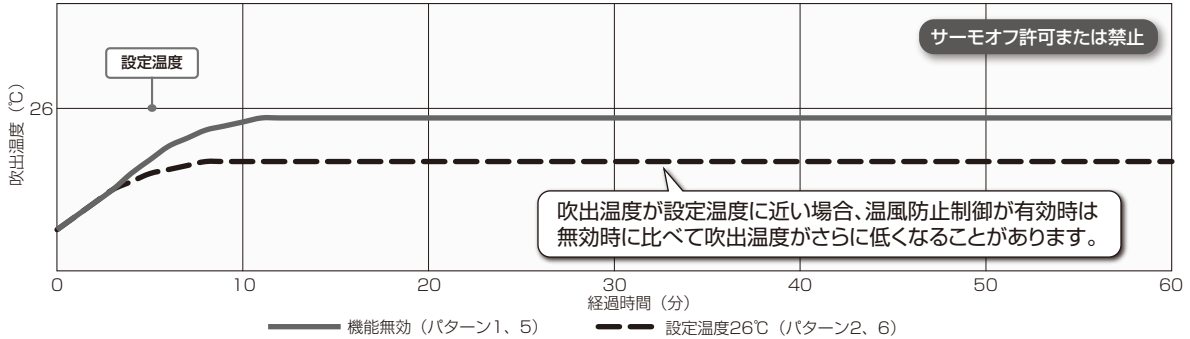 サーモオフ許可または禁止
設定温度
吹出温度（℃）
26
吹出温度が設定温度に近い場合、温風防止制御が有効時は
無効時に比べて吹出温度がさらに低くなることがあります。
0 10 20 30 40 50 60
経過時間（分）
機能無効（パターン1、5） 設定温度26℃（パターン2、6）